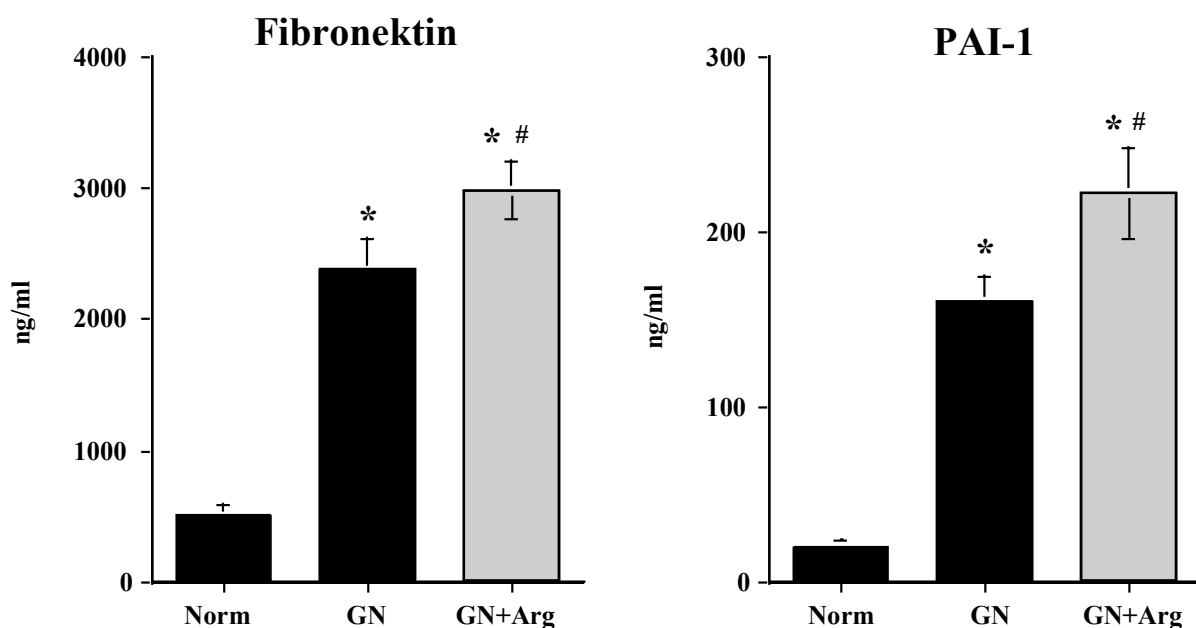 Fibronektin
4000
3000
2000
1000
0
ng/ml
*
* #
Norm
GN
GN+Arg
PAI-1
300
200
100
0
ng/ml
*
* #
Norm
GN
GN+Arg